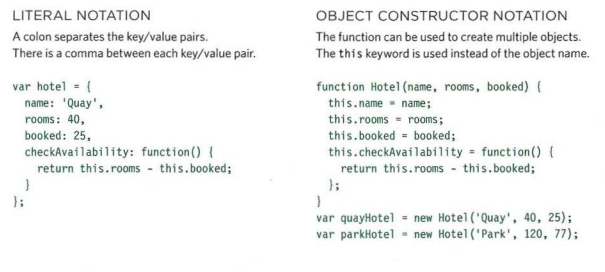 LITERAL NOTATION
A colon separates the key/value pairs.
There is a comma between each key/value pair.
var hotel = {
  name: 'Quay',
  rooms: 40,
  booked: 25,
  checkAvailability: function() {
    return this.rooms - this.booked;
  }
};
OBJECT CONSTRUCTOR NOTATION
The function can be used to create multiple objects.
The this keyword is used instead of the object name.
function Hotel(name, rooms, booked) {
  this.name = name;
  this.rooms = rooms;
  this.booked = booked;
  this.checkAvailability = function() {
    return this.rooms - this.booked;
  };
}
var quayHotel = new Hotel('Quay', 40, 25);
var parkHotel = new Hotel('Park', 120, 77);